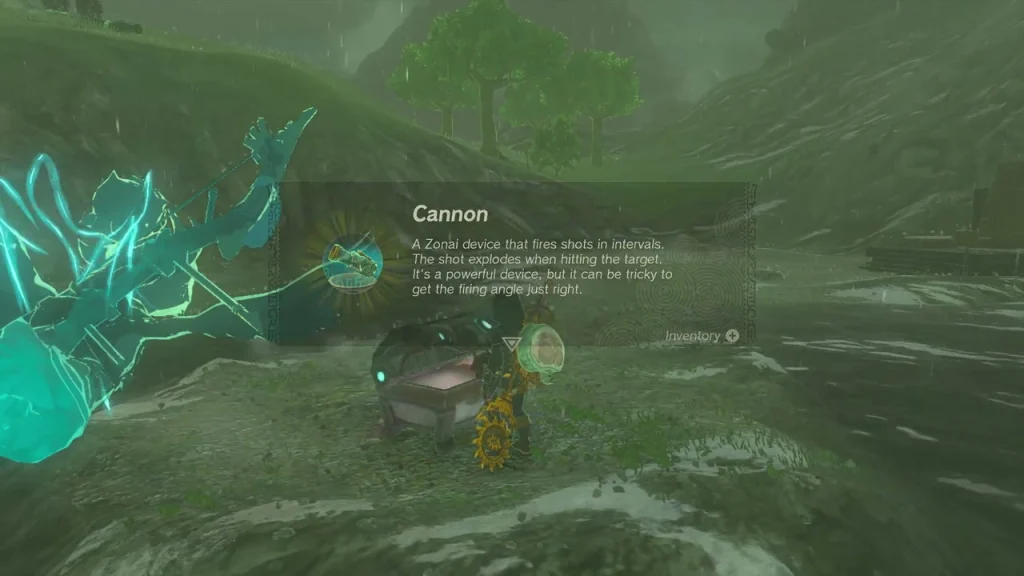 Cannon
A Zonai device that fires shots in intervals.
The shot explodes when hitting the target.
It's a powerful device, but it can be tricky to
get the firing angle just right.
Inventory